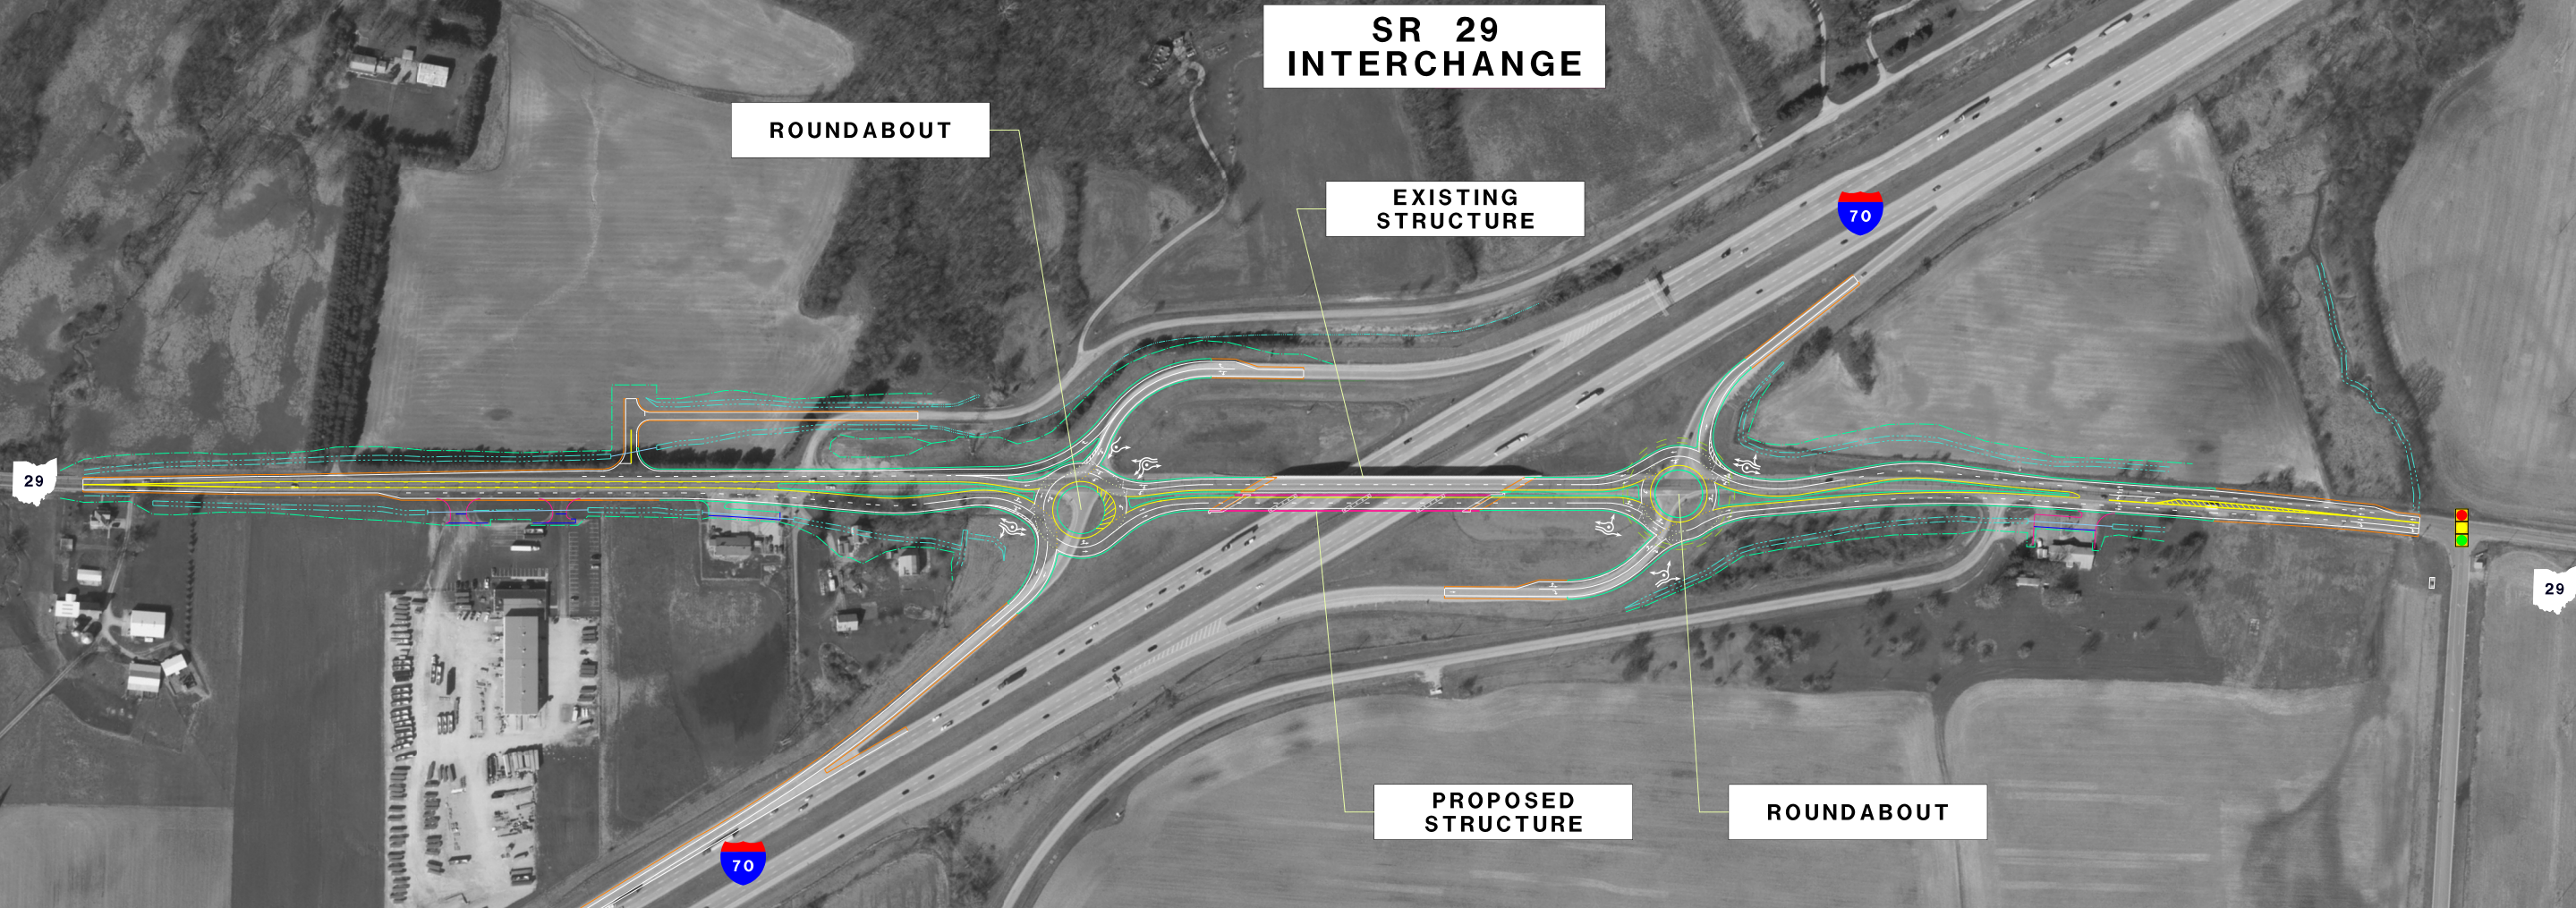 SR 29
INTERCHANGE
ROUNDABOUT
EXISTING
STRUCTURE
70
29
29
PROPOSED
STRUCTURE
ROUNDABOUT
70